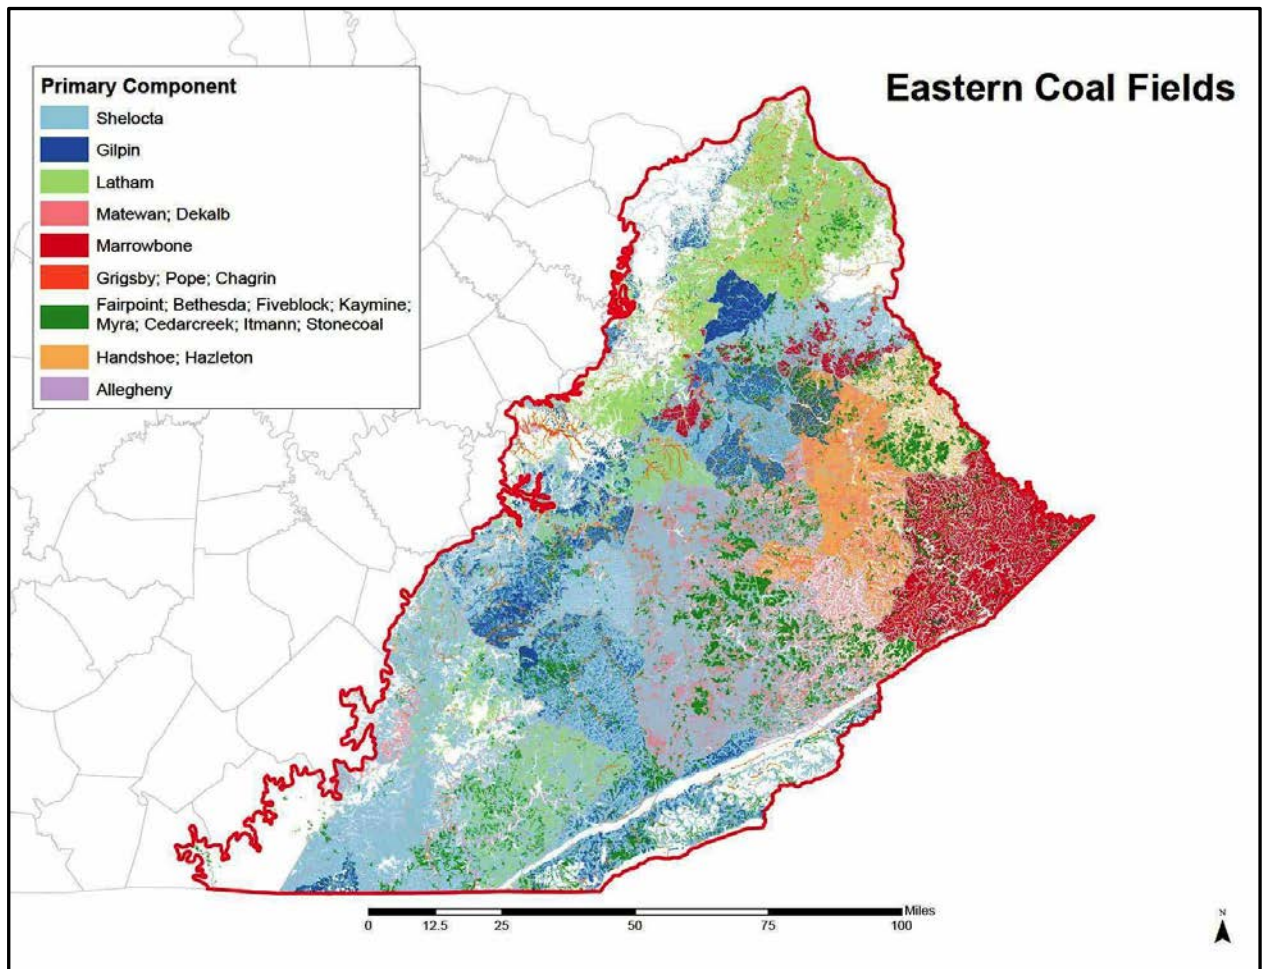 Eastern Coal Fields
Primary Component
Shelocta
Gilpin
Latham
Matewan; Dekalb
Marrowbone
Grigsby; Pope; Chagrin
Fairpoint; Bethesda; Fiveblock; Kaymine;
Myra; Cedarcreek; Itmann; Stonecoal
Handshoe; Hazleton
Allegheny
Miles
0 12.5 25 50 75 100
N